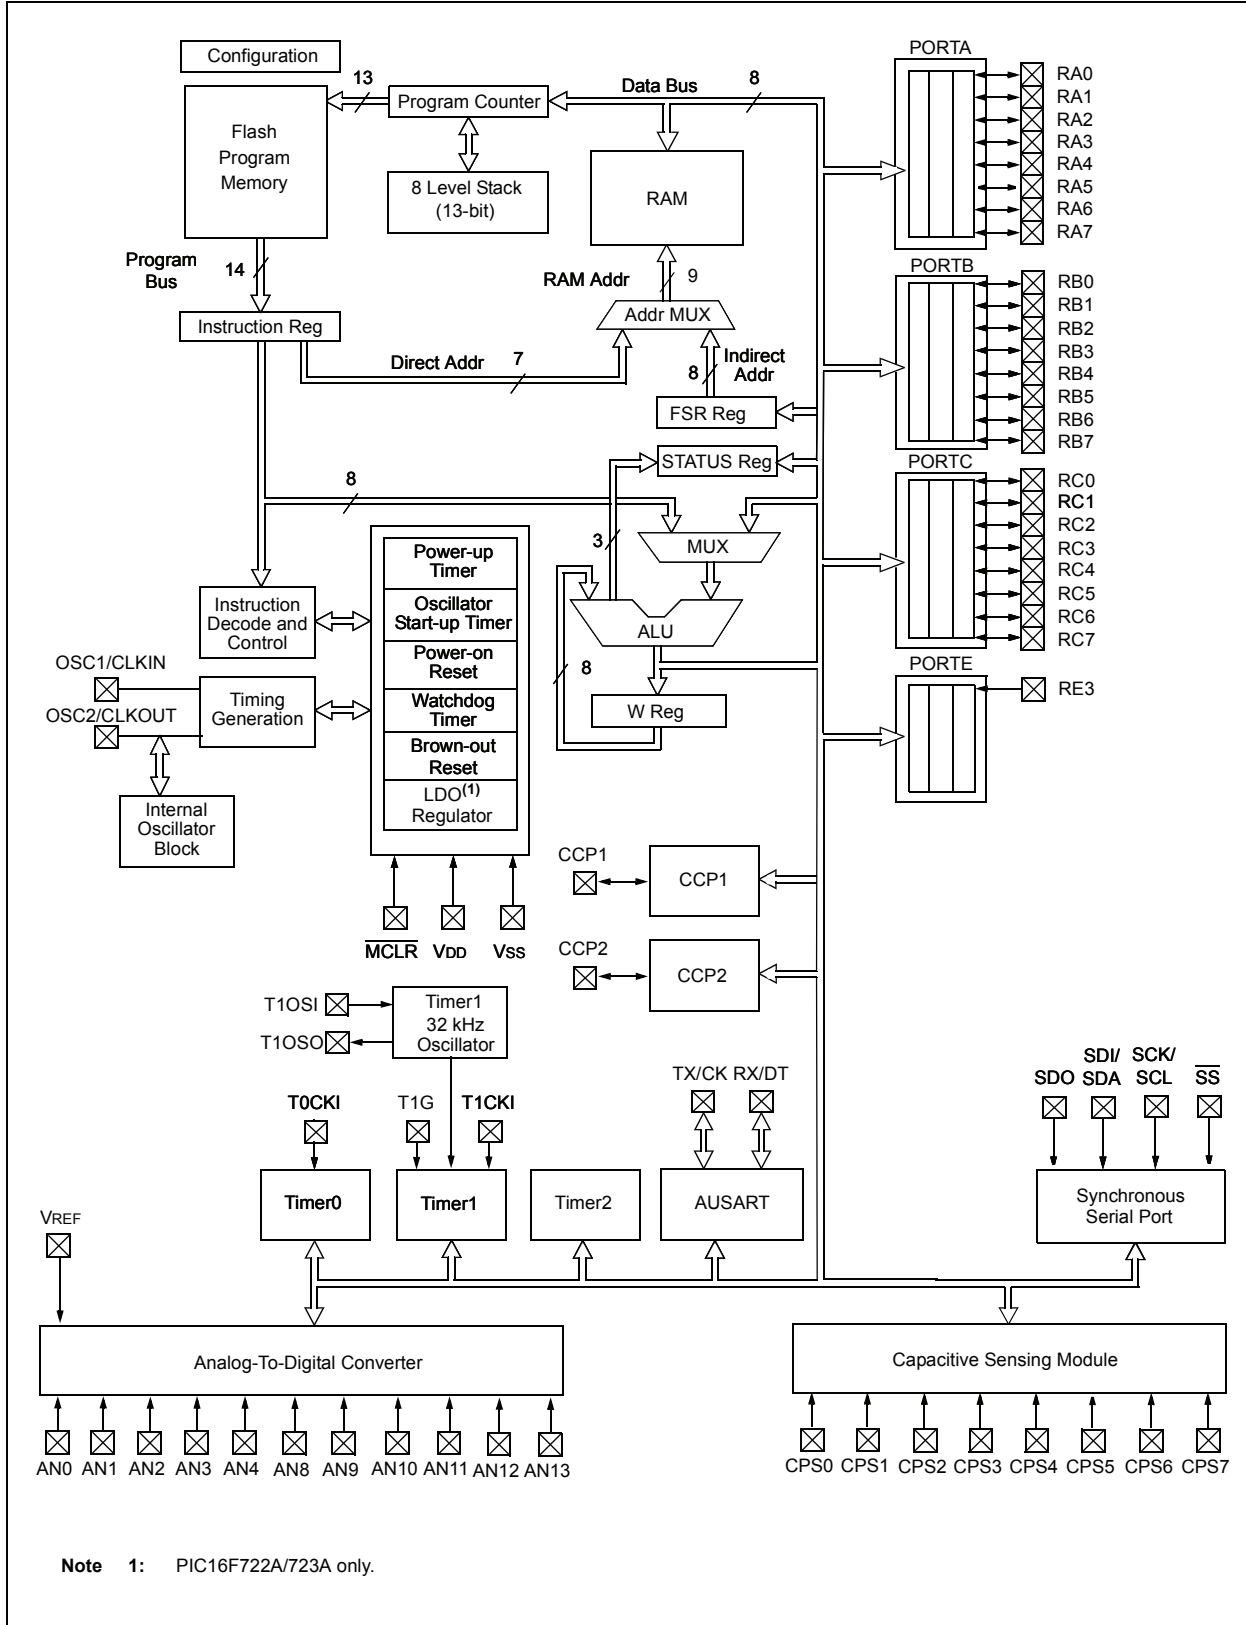 Configuration
PORTA
13
Data Bus
8
Program Counter
Flash
Program
Memory
8 Level Stack
(13-bit)
RAM
RA0
RA1
RA2
RA3
RA4
RA5
RA6
RA7
Program
Bus
14
RAM Addr
9
PORTB
Instruction Reg
Addr MUX
Direct Addr
7
8
Indirect
Addr
FSR Reg
RB0
RB1
RB2
RB3
RB4
RB5
RB6
RB7
STATUS Reg
PORTC
8
3
MUX
RC0
RC1
RC2
RC3
RC4
RC5
RC6
RC7
Power-up
Timer
Oscillator
Start-up Timer
Power-on
Reset
Watchdog
Timer
Brown-out
Reset
LDO(1)
Regulator
Instruction
Decode and
Control
ALU
8
W Reg
PORTE
RE3
OSC1/CLKIN
OSC2/CLKOUT
Timing
Generation
Internal
Oscillator
Block
MCLR
VDD
VSS
CCP1
CCP1
CCP2
CCP2
T1OSI
T1OSO
Timer1
32 kHz
Oscillator
T0CKI
T1G
T1CKI
TX/CK
RX/DT
SDO
SDI/
SDA
SCK/
SCL
SS
Timer0
Timer1
Timer2
AUSART
Synchronous
Serial Port
VREF
Analog-To-Digital Converter
Capacitive Sensing Module
AN0
AN1
AN2
AN3
AN4
AN8
AN9
AN10
AN11
AN12
AN13
CPS0
CPS1
CPS2
CPS3
CPS4
CPS5
CPS6
CPS7
Note 1: PIC16F722A/723A only.